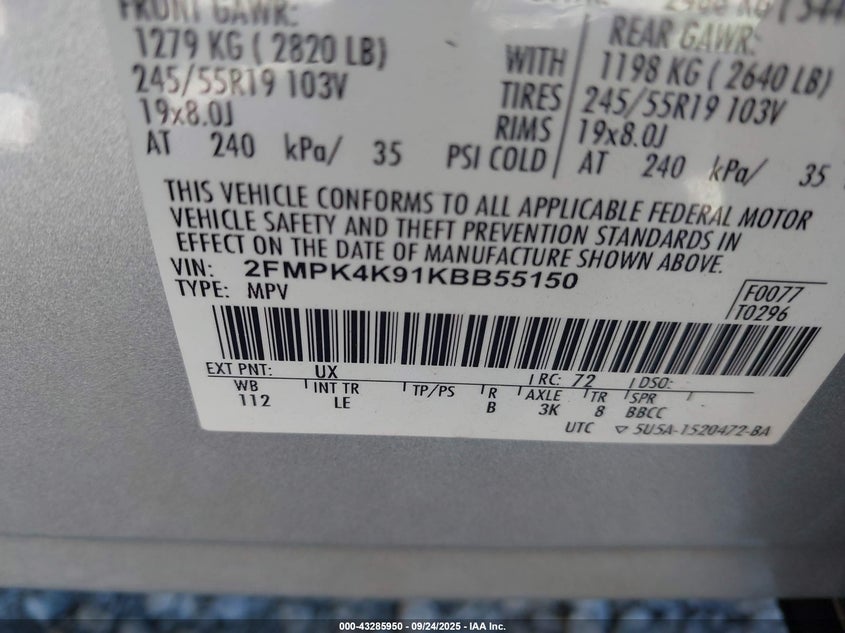 FRONT GAWR:
1279 KG ( 2820 LB)
245/55R19 103V
19x8.0J
AT 240 kPa/ 35 PSI COLD
WITH
TIRES
RIMS
REAR GAWR:
1198 KG ( 2640 LB)
245/55R19 103V
19x8.0J
AT 240 kPa/ 35
THIS VEHICLE CONFORMS TO ALL APPLICABLE FEDERAL MOTOR
VEHICLE SAFETY AND THEFT PREVENTION STANDARDS IN
EFFECT ON THE DATE OF MANUFACTURE SHOWN ABOVE.
VIN: 2FMPK4K91KBB55150
TYPE: MPV
F0077
T0296
EXT PNT: UX RC: 72 DSO:
WB INT TR TP/PS R AXLE TR SPR
112 LE B 3K 8 BBCC
UTC ▽ 5U5A-1520472-BA
000-43285950 - 09/24/2025 - IAA Inc.